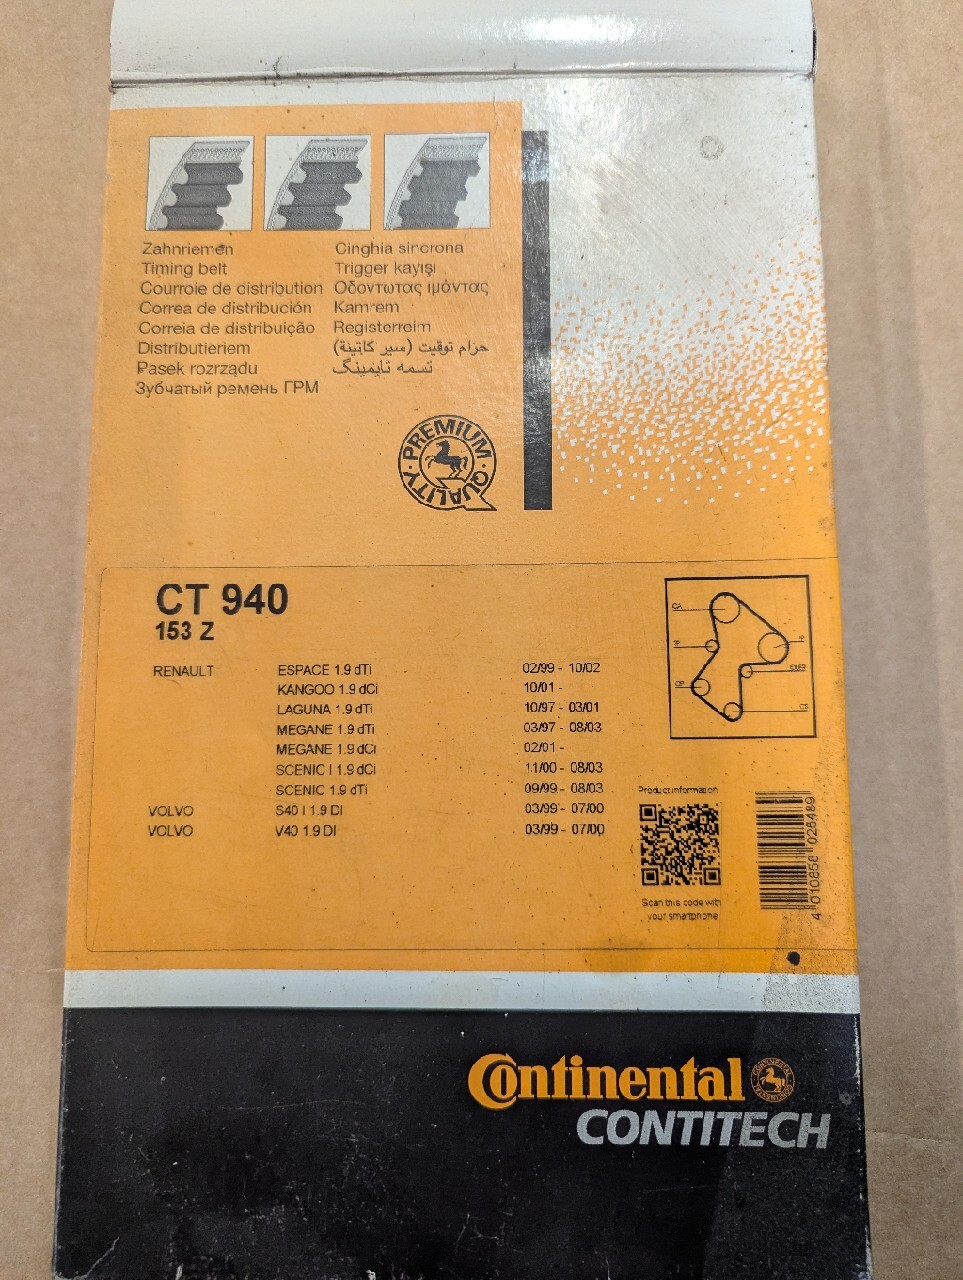 Zahnriemen
Timing belt
Courroie de distribution
Correa de distribución
Correia de distribuição
Distributieriem
Pasek rozrządu
Зубчатый ремень ГРМ
Cinghia sincrona
Trigger kayışı
Οδοντωτας ιμόντας
Kamrem
Registerreim
حزام توقيت (سير كاتينة)
تسمه تایمینگ
PREMIUM QUALITY
CT 940
153 Z
RENAULT ESPACE 1.9 dTi 02/99 - 10/02
KANGOO 1.9 dCi 10/01 -
LAGUNA 1.9 dTi 10/97 - 03/01
MEGANE 1.9 dTi 03/97 - 08/03
MEGANE 1.9 dCi 02/01 -
SCENIC I 1.9 dCi 11/00 - 08/03
SCENIC 1.9 dTi 09/99 - 08/03
VOLVO S40 I 1.9 DI 03/99 - 07/00
VOLVO V40 1.9 DI 03/99 - 07/00
CA
CS
Product information
Scan this code with
your smartphone
4 010858 026489
Continental
CONTITECH